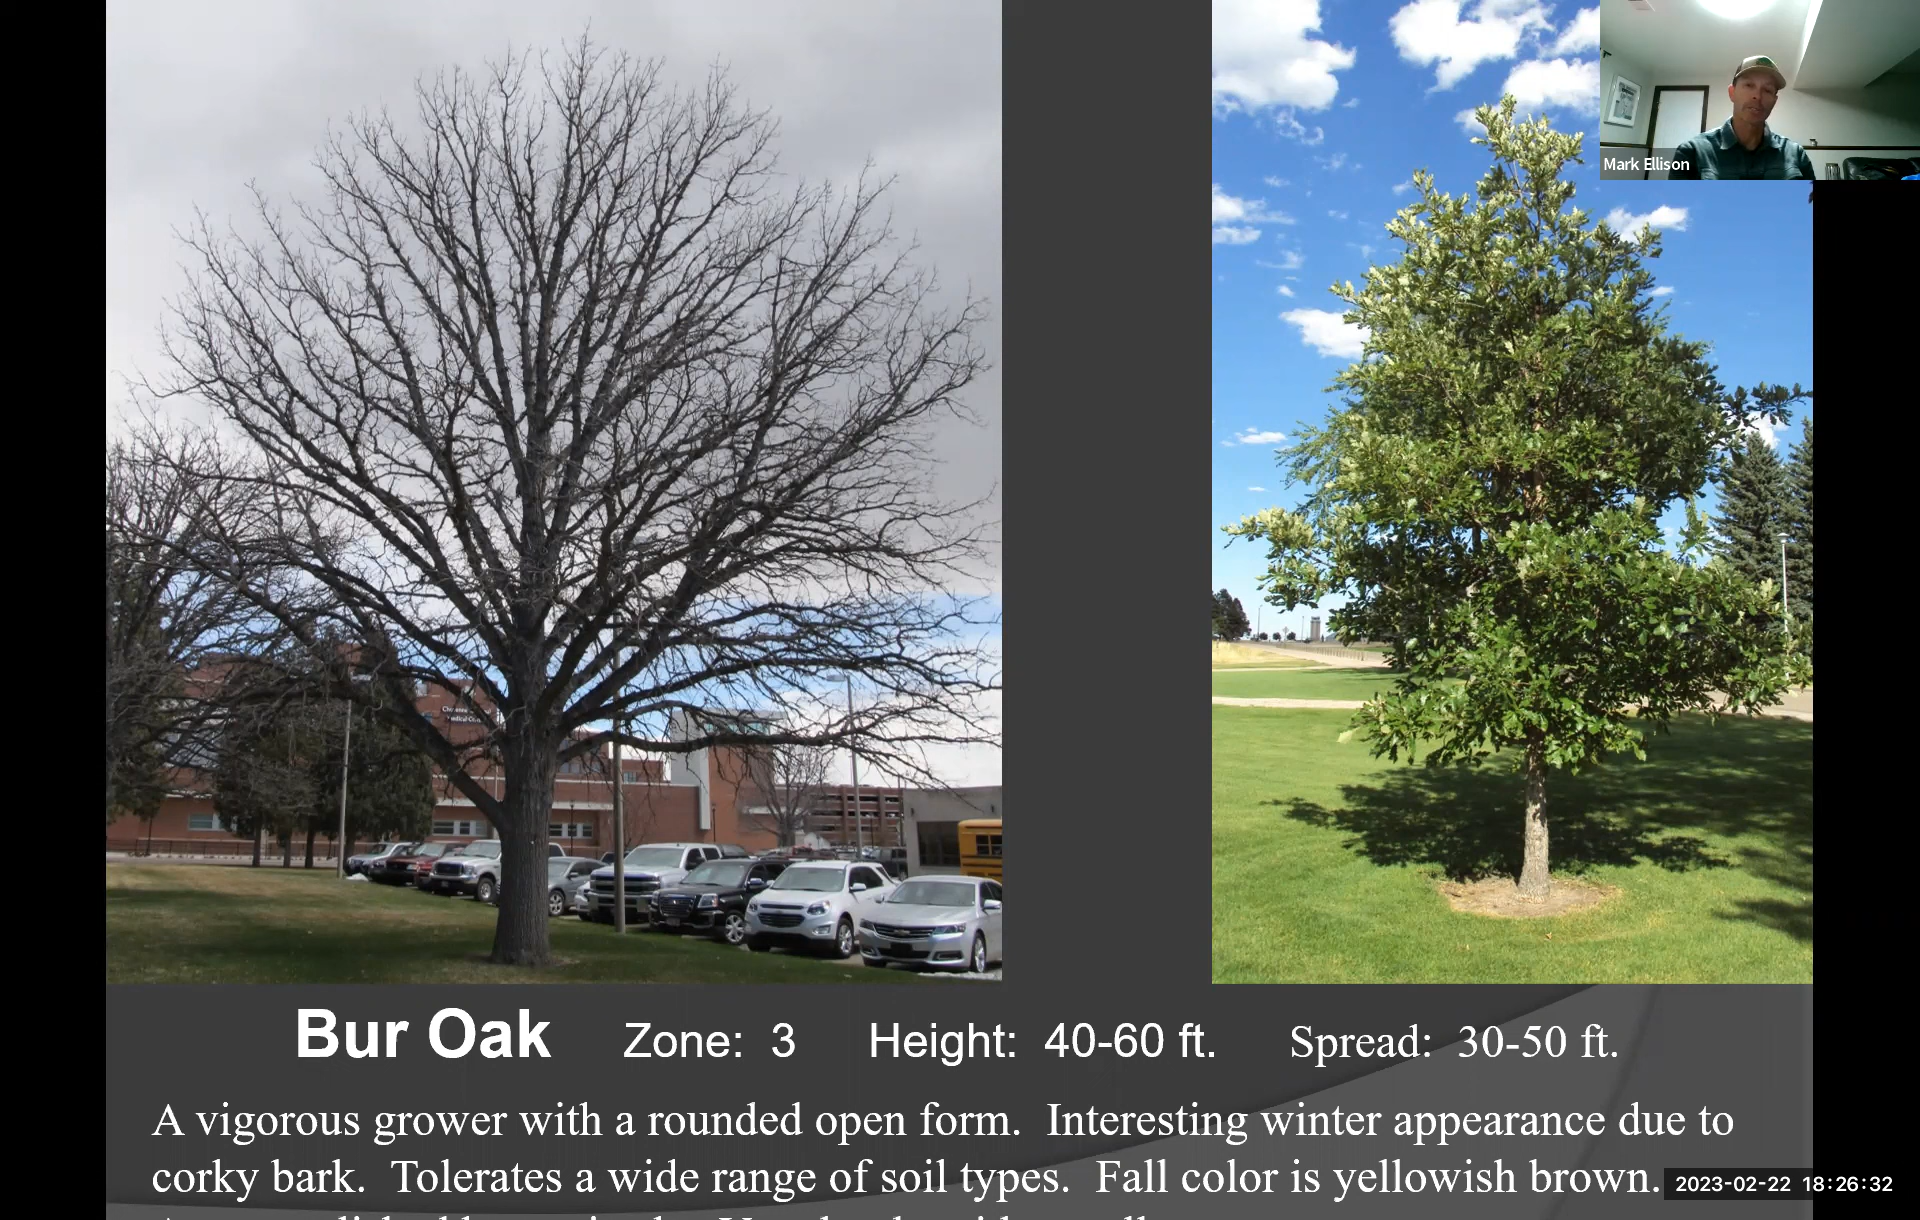 Mark Ellison
Bur Oak Zone: 3 Height: 40-60 ft. Spread: 30-50 ft.
A vigorous grower with a rounded open form. Interesting winter appearance due to
corky bark. Tolerates a wide range of soil types. Fall color is yellowish brown.
2023-02-22 18:26:32